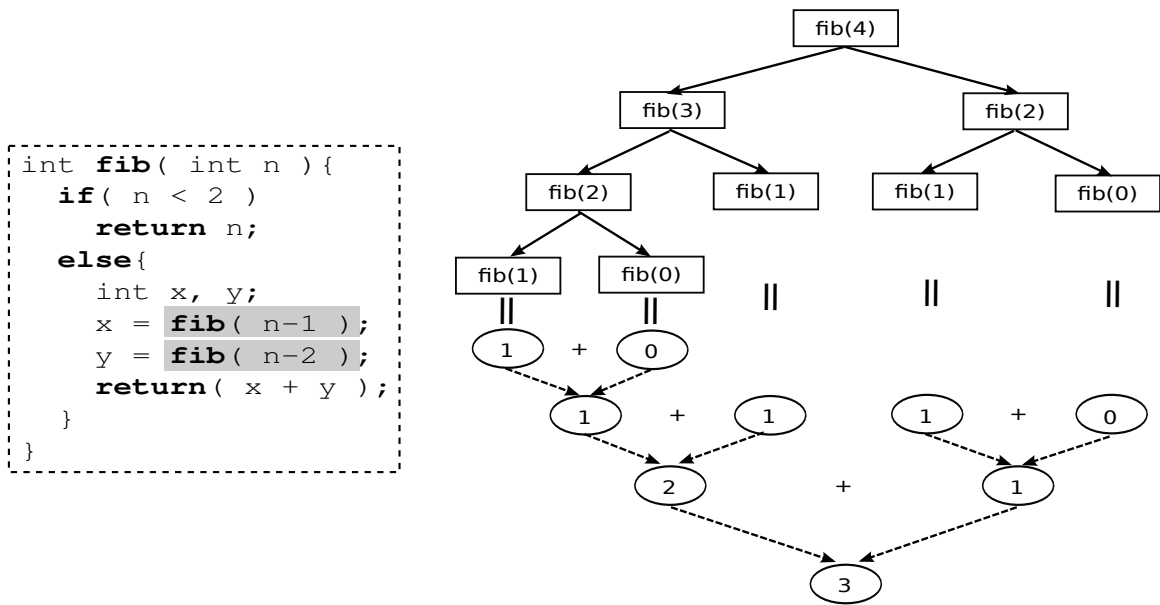 int fib( int n ){
if( n < 2 )
return n;
else{
int x, y;
x = fib( n-1 );
y = fib( n-2 );
return( x + y );
}
}
fib(4)
fib(3) fib(2)
fib(2) fib(1) fib(1) fib(0)
fib(1) fib(0)
|| || || || ||
1 + 0
1 + 1 1 + 0
2 + 1
3